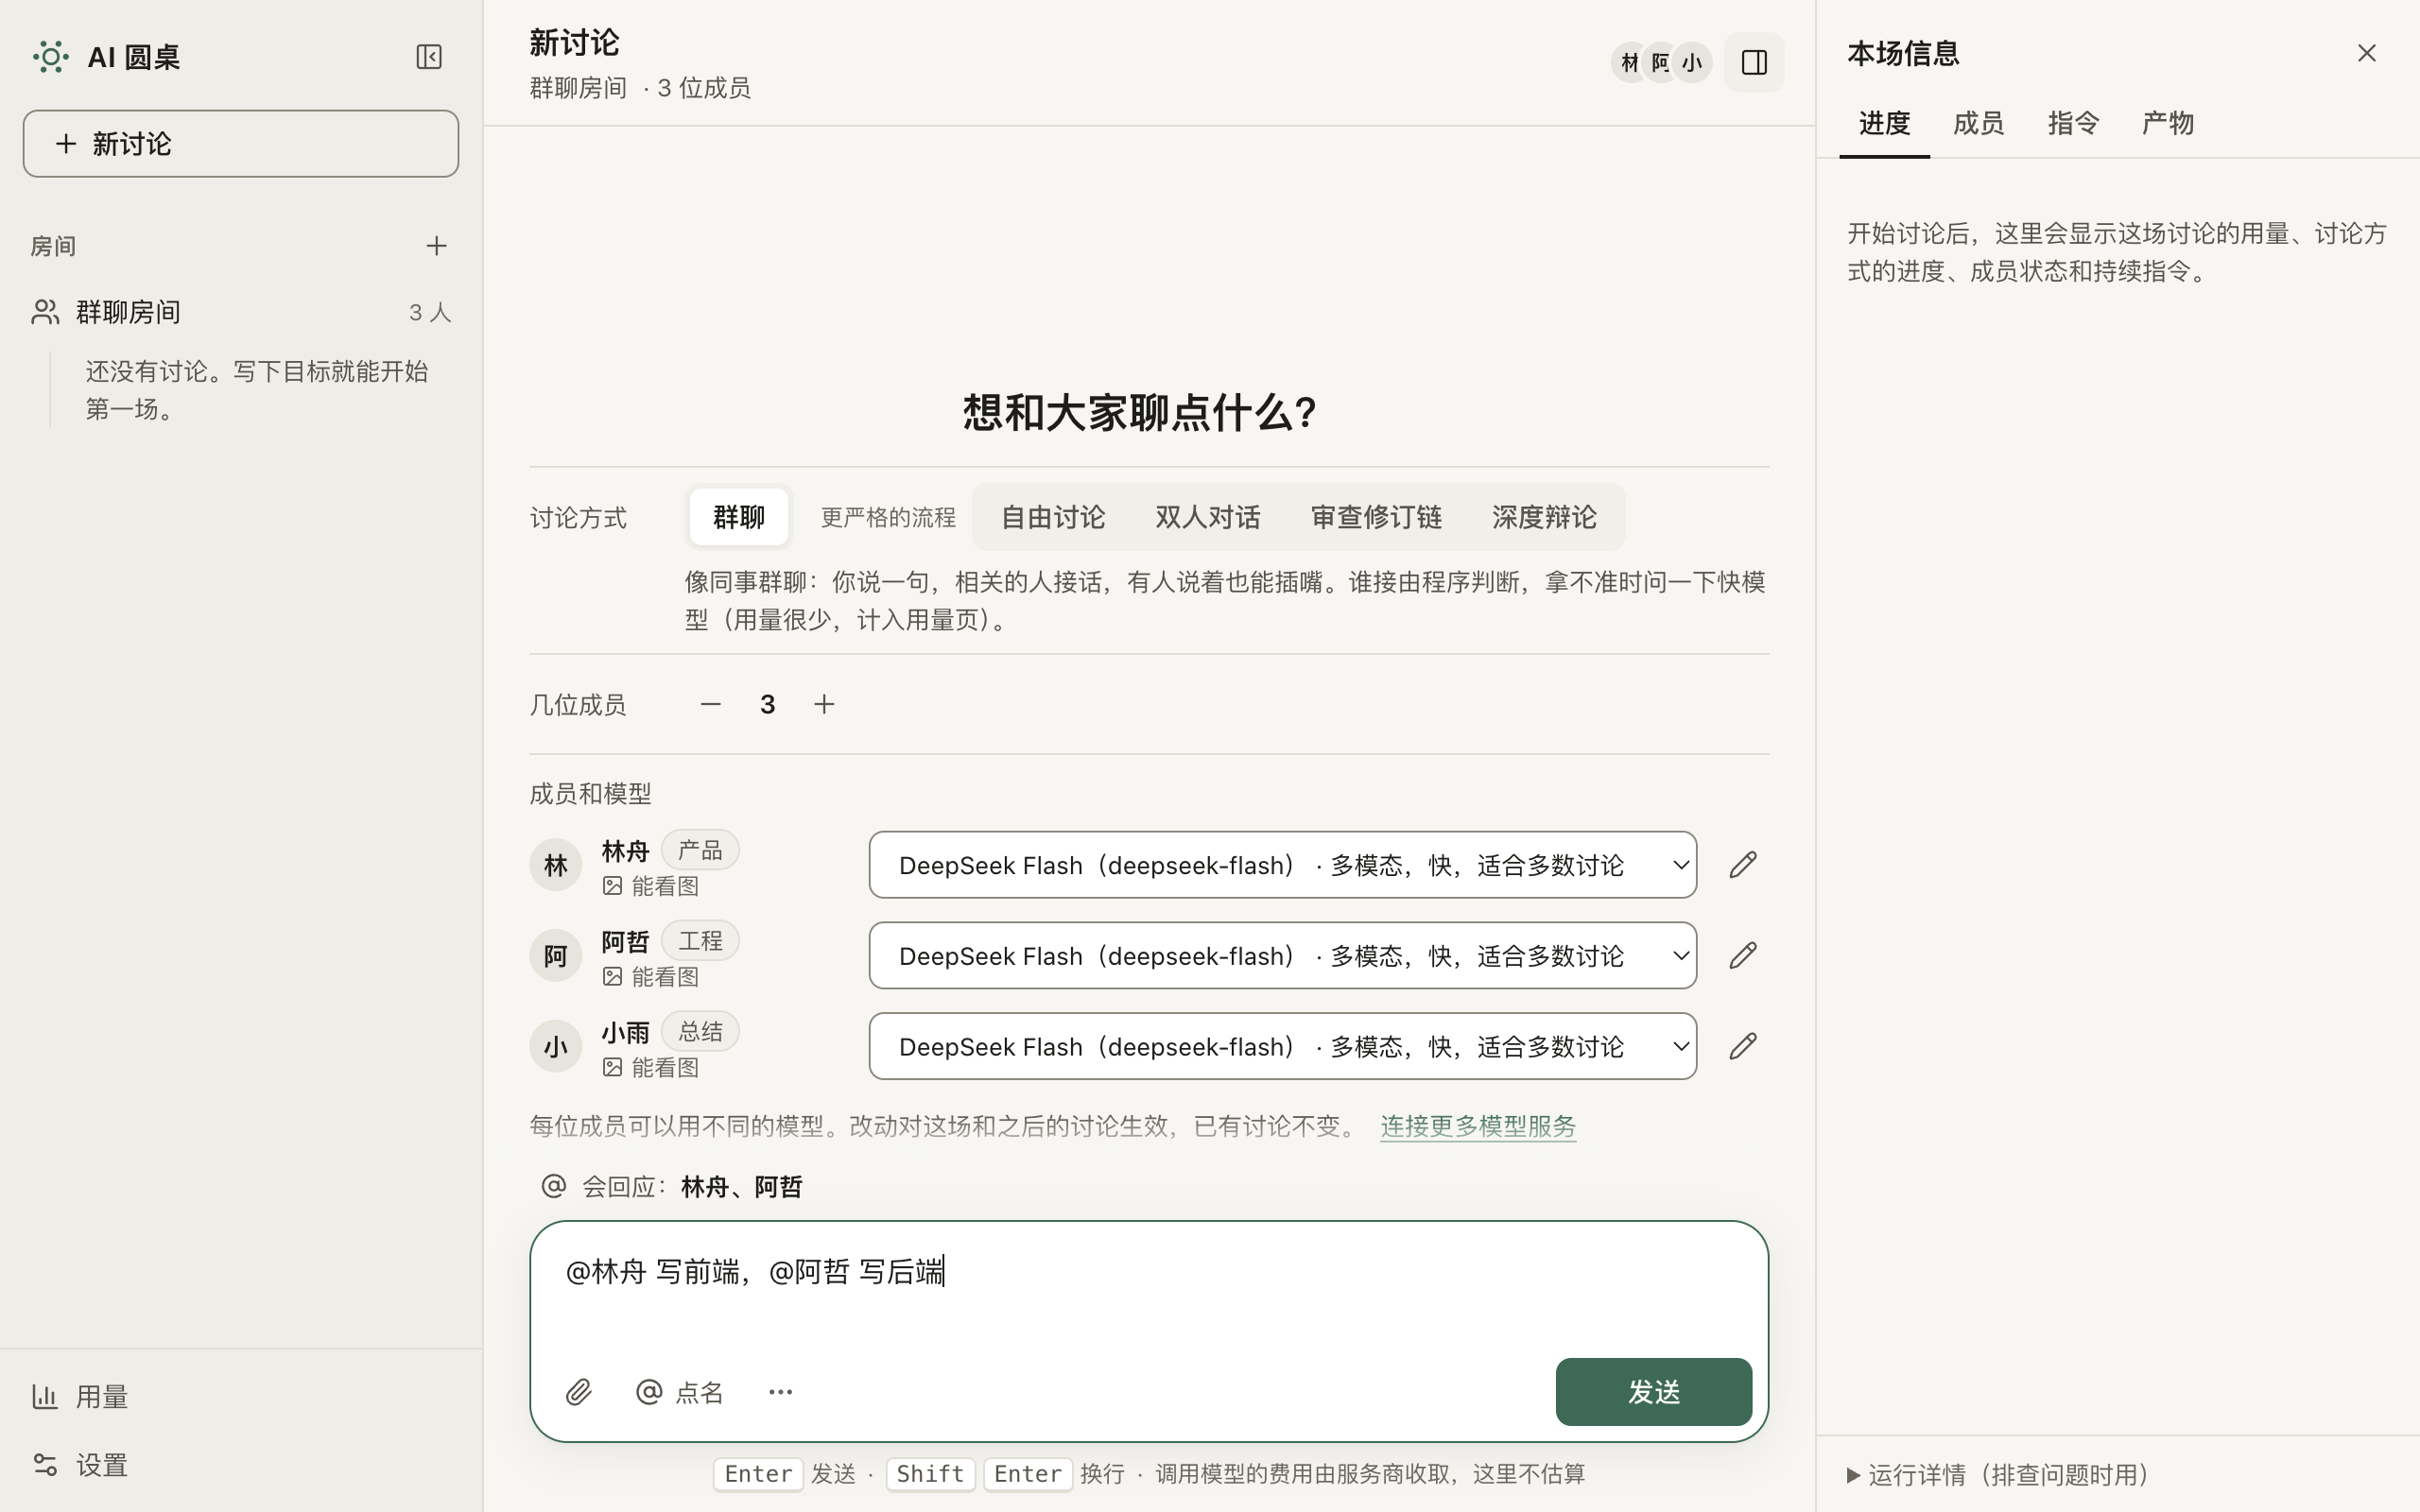 AI 圆桌
新讨论
房间
群聊房间 3 人
还没有讨论。写下目标就能开始
第一场。
用量
设置
新讨论
群聊房间 · 3 位成员
林 阿 小
想和大家聊点什么？
讨论方式 群聊 更严格的流程 自由讨论 双人对话 审查修订链 深度辩论
像同事群聊：你说一句，相关的人接话，有人说着也能插嘴。谁接由程序判断，拿不准时问一下快模
型（用量很少，计入用量页）。
几位成员 3
成员和模型
林 林舟 产品
能看图
DeepSeek Flash（deepseek-flash） · 多模态，快，适合多数讨论
阿 阿哲 工程
能看图
DeepSeek Flash（deepseek-flash） · 多模态，快，适合多数讨论
小 小雨 总结
能看图
DeepSeek Flash（deepseek-flash） · 多模态，快，适合多数讨论
每位成员可以用不同的模型。改动对这场和之后的讨论生效，已有讨论不变。 连接更多模型服务
@ 会回应：林舟、阿哲
@林舟 写前端，@阿哲 写后端
@ 点名 ··· 发送
Enter 发送 · Shift Enter 换行 · 调用模型的费用由服务商收取，这里不估算
本场信息
进度 成员 指令 产物
开始讨论后，这里会显示这场讨论的用量、讨论方
式的进度、成员状态和持续指令。
运行详情（排查问题时用）